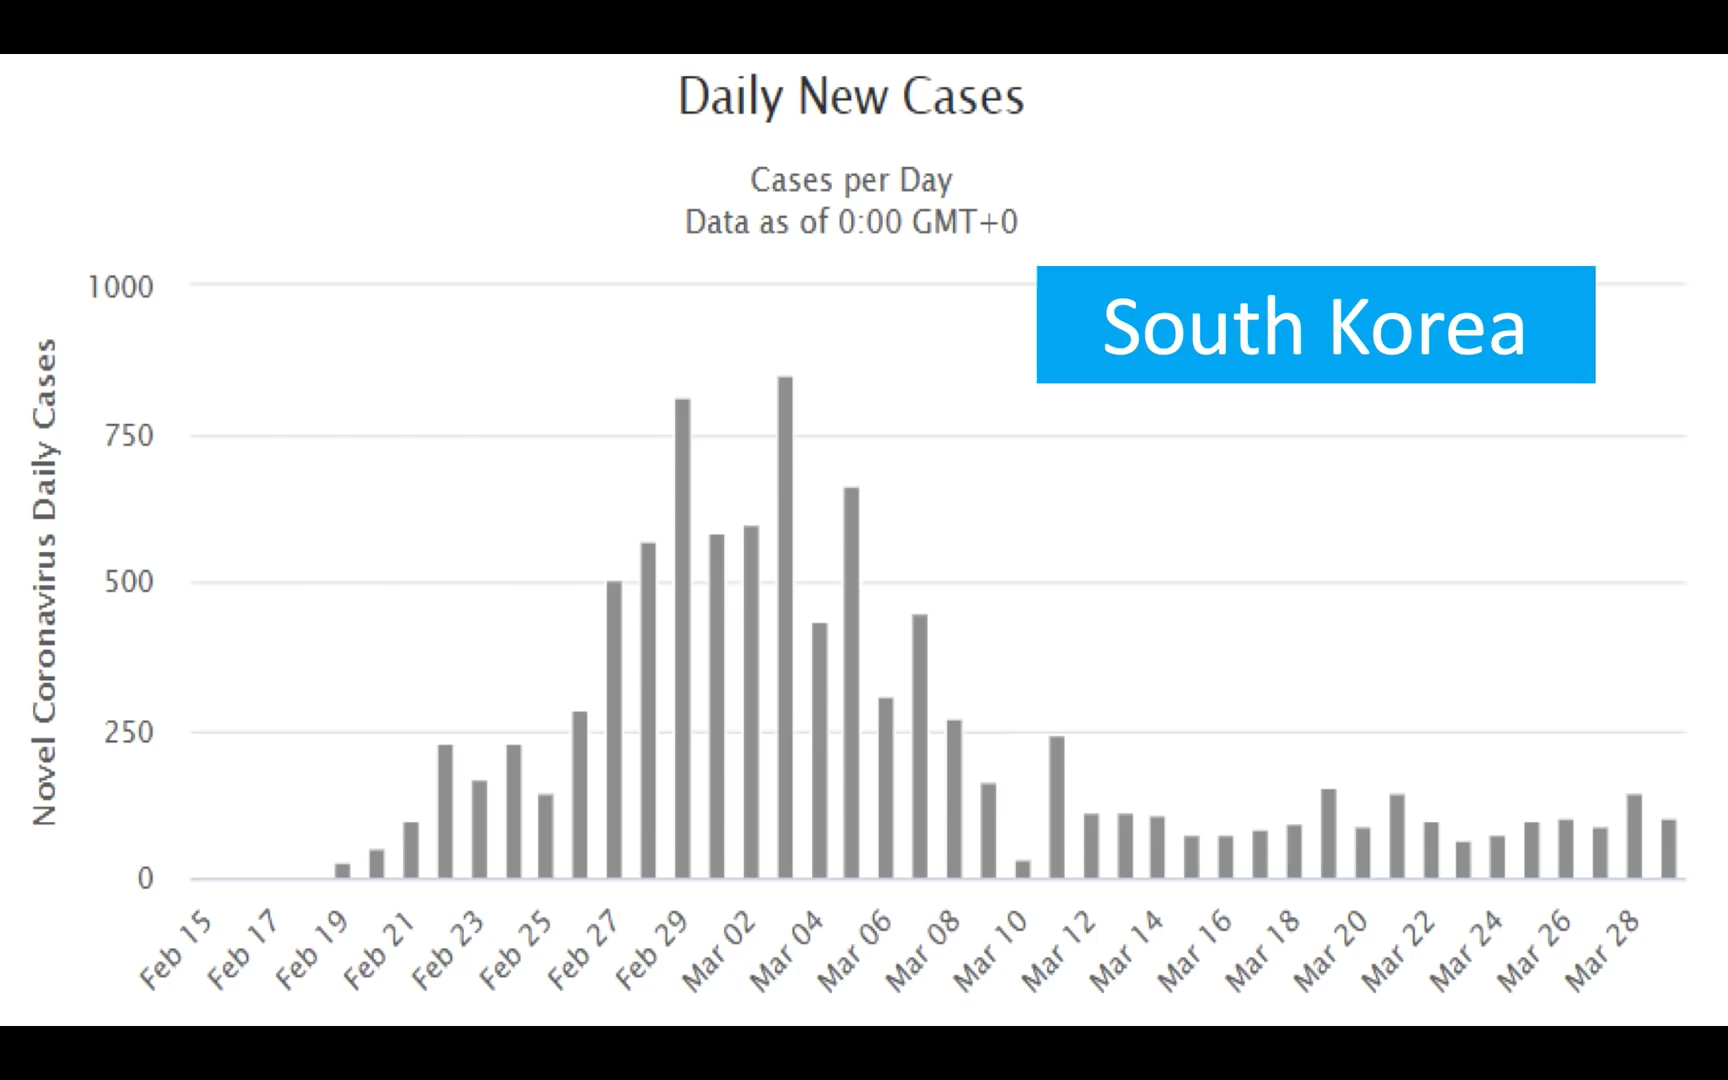 Daily New Cases
Cases per Day
Data as of 0:00 GMT+0
South Korea
Novel Coronavirus Daily Cases
1000
750
500
250
0
Feb 15
Feb 17
Feb 19
Feb 21
Feb 23
Feb 25
Feb 27
Feb 29
Mar 02
Mar 04
Mar 06
Mar 08
Mar 10
Mar 12
Mar 14
Mar 16
Mar 18
Mar 20
Mar 22
Mar 24
Mar 26
Mar 28